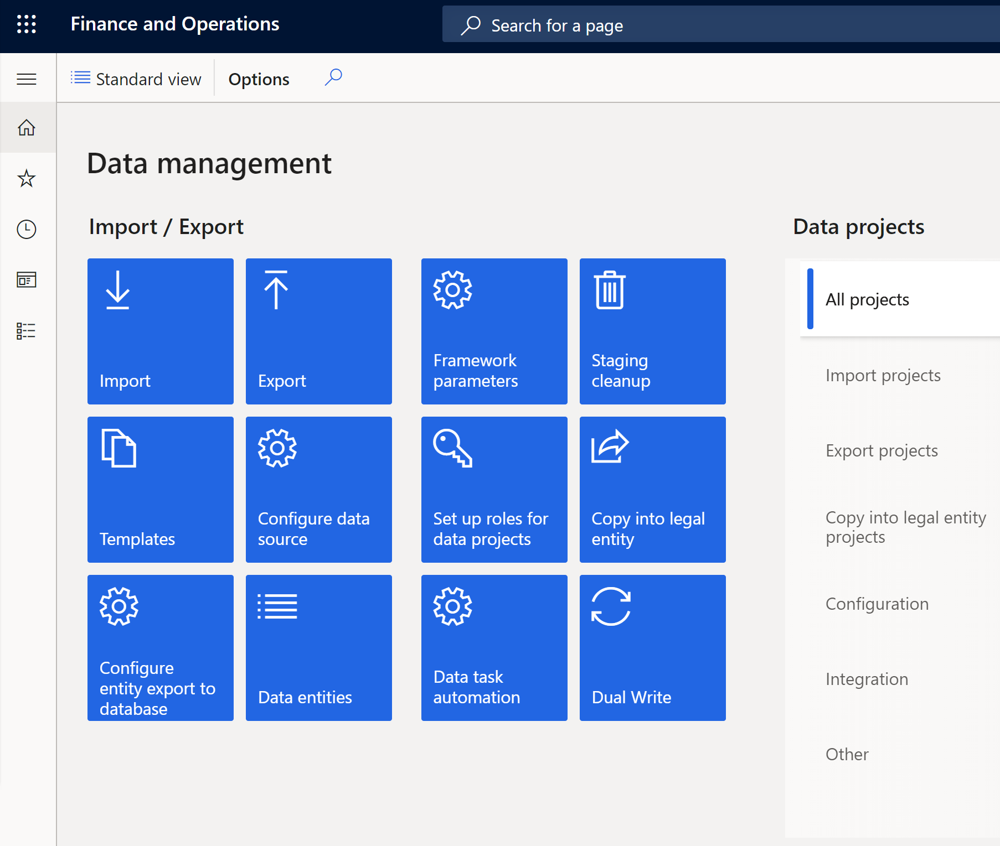 Finance and Operations
Search for a page
Standard view
Options
Data management
Import / Export
Import
Export
Framework
parameters
Staging
cleanup
Templates
Configure data
source
Set up roles for
data projects
Copy into legal
entity
Configure
entity export to
database
Data entities
Data task
automation
Dual Write
Data projects
All projects
Import projects
Export projects
Copy into legal entity
projects
Configuration
Integration
Other